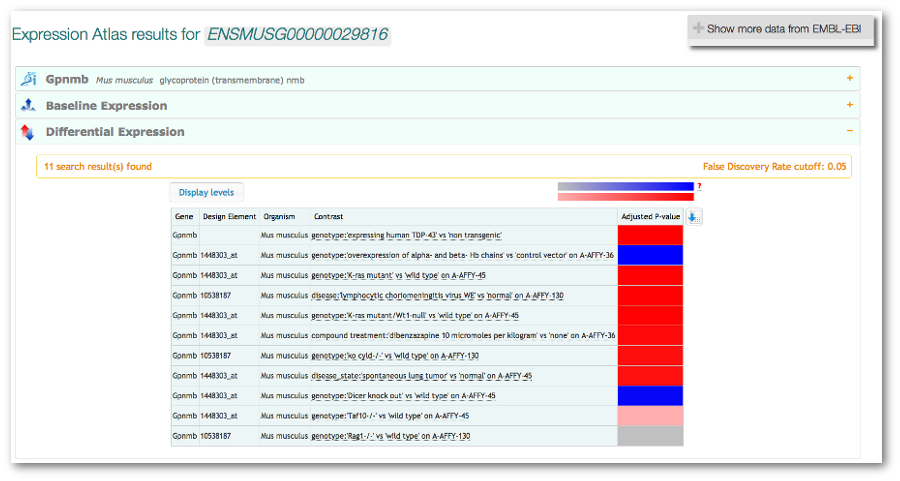 Expression Atlas results for ENSMUSG00000029816
+ Show more data from EMBL-EBI
Gpnmb Mus musculus glycoprotein (transmembrane) nmb +
Baseline Expression +
Differential Expression −
11 search result(s) found False Discovery Rate cutoff: 0.05
Display levels ?
Gene Design Element Organism Contrast Adjusted P-value
Gpnmb Mus musculus genotype:'expressing human TDP-43' vs 'non transgenic'
Gpnmb 1448303_at Mus musculus genotype:'overexpression of alpha- and beta- Hb chains' vs 'control vector' on A-AFFY-36
Gpnmb 1448303_at Mus musculus genotype:'K-ras mutant' vs 'wild type' on A-AFFY-45
Gpnmb 10538187 Mus musculus disease:'lymphocytic choriomeningitis virus WE' vs 'normal' on A-AFFY-130
Gpnmb 1448303_at Mus musculus genotype:'K-ras mutant/Wt1-null' vs 'wild type' on A-AFFY-45
Gpnmb 1448303_at Mus musculus compound treatment:'dibenzazapine 10 micromoles per kilogram' vs 'none' on A-AFFY-36
Gpnmb 10538187 Mus musculus genotype:'ko cyld-/-' vs 'wild type' on A-AFFY-130
Gpnmb 1448303_at Mus musculus disease_state:'spontaneous lung tumor' vs 'normal' on A-AFFY-45
Gpnmb 1448303_at Mus musculus genotype:'Dicer knock out' vs 'wild type' on A-AFFY-45
Gpnmb 1448303_at Mus musculus genotype:'Taf10-/-' vs 'wild type' on A-AFFY-45
Gpnmb 10538187 Mus musculus genotype:'Rag1-/-' vs 'wild type' on A-AFFY-130